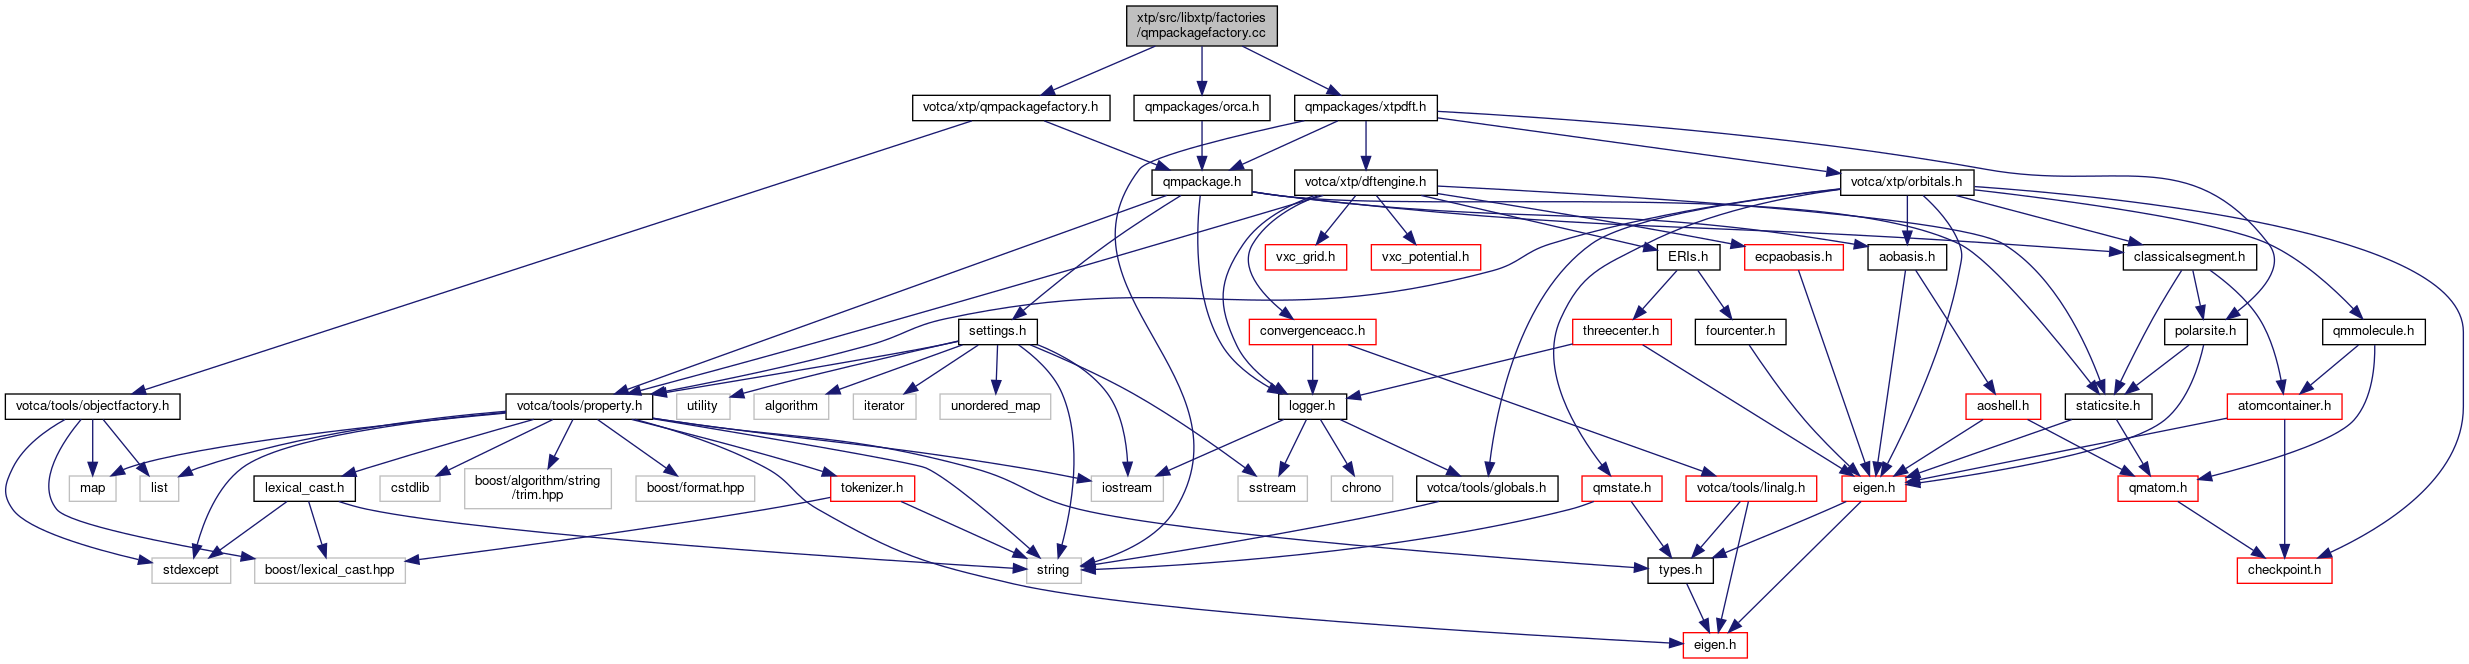 xtp/src/libxtp/factories
/qmpackagefactory.cc
votca/xtp/qmpackagefactory.h
qmpackages/orca.h
qmpackages/xtpdft.h
qmpackage.h
votca/xtp/dftengine.h
votca/xtp/orbitals.h
vxc_grid.h
vxc_potential.h
ERIs.h
ecpaobasis.h
aobasis.h
classicalsegment.h
settings.h
convergenceacc.h
threecenter.h
fourcenter.h
polarsite.h
qmmolecule.h
votca/tools/objectfactory.h
votca/tools/property.h
utility
algorithm
iterator
unordered_map
logger.h
aoshell.h
staticsite.h
atomcontainer.h
map
list
lexical_cast.h
cstdlib
boost/algorithm/string
/trim.hpp
boost/format.hpp
tokenizer.h
iostream
sstream
chrono
votca/tools/globals.h
qmstate.h
votca/tools/linalg.h
eigen.h
qmatom.h
stdexcept
boost/lexical_cast.hpp
string
types.h
checkpoint.h
eigen.h